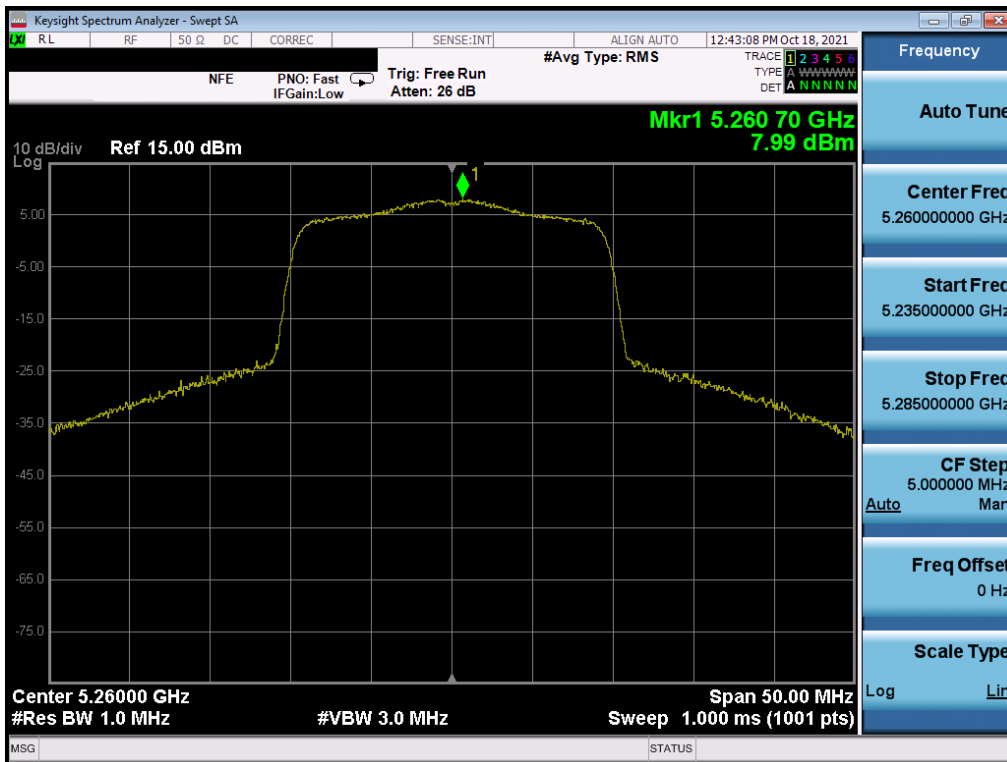 Keysight Spectrum Analyzer - Swept SA
LXI RL RF 50 Ω DC CORREC SENSE:INT ALIGN AUTO 12:43:08 PM Oct 18, 2021
#Avg Type: RMS TRACE 1 2 3 4 5 6
NFE PNO: Fast Trig: Free Run TYPE A WWWWW
IFGain:Low Atten: 26 dB DET A N N N N N
Mkr1 5.260 70 GHz
10 dB/div Ref 15.00 dBm 7.99 dBm
Log
1
5.00
-5.00
-15.0
-25.0
-35.0
-45.0
-55.0
-65.0
-75.0
Center 5.26000 GHz Span 50.00 MHz
#Res BW 1.0 MHz #VBW 3.0 MHz Sweep 1.000 ms (1001 pts)
MSG STATUS
Frequency
Auto Tune
Center Freq
5.260000000 GHz
Start Freq
5.235000000 GHz
Stop Freq
5.285000000 GHz
CF Step
5.000000 MHz
Auto Man
Freq Offset
0 Hz
Scale Type
Log Lin